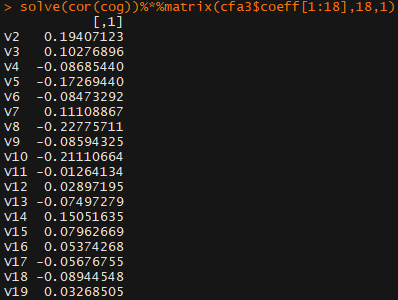 > solve(cor(cog))%*%matrix(cfa3$coeff[1:18],18,1)
[,1]
v2 0.19407123
v3 0.10276896
v4 -0.08685440
v5 -0.17269440
v6 -0.08473292
v7 0.11108867
v8 -0.22775711
v9 -0.08594325
v10 -0.21110664
v11 -0.01264134
v12 0.02897195
v13 -0.07497279
v14 0.15051635
v15 0.07962669
v16 0.05374268
v17 -0.05676755
v18 -0.08944548
v19 0.03268505